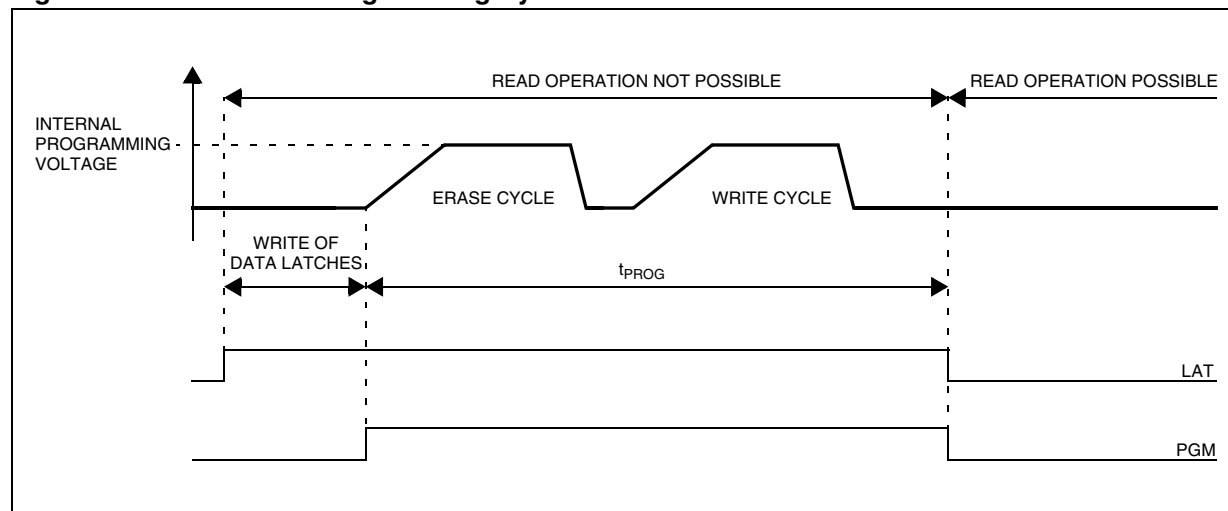 READ OPERATION NOT POSSIBLE
READ OPERATION POSSIBLE
INTERNAL
PROGRAMMING
VOLTAGE
ERASE CYCLE
WRITE CYCLE
WRITE OF
DATA LATCHES
tPROG
LAT
PGM